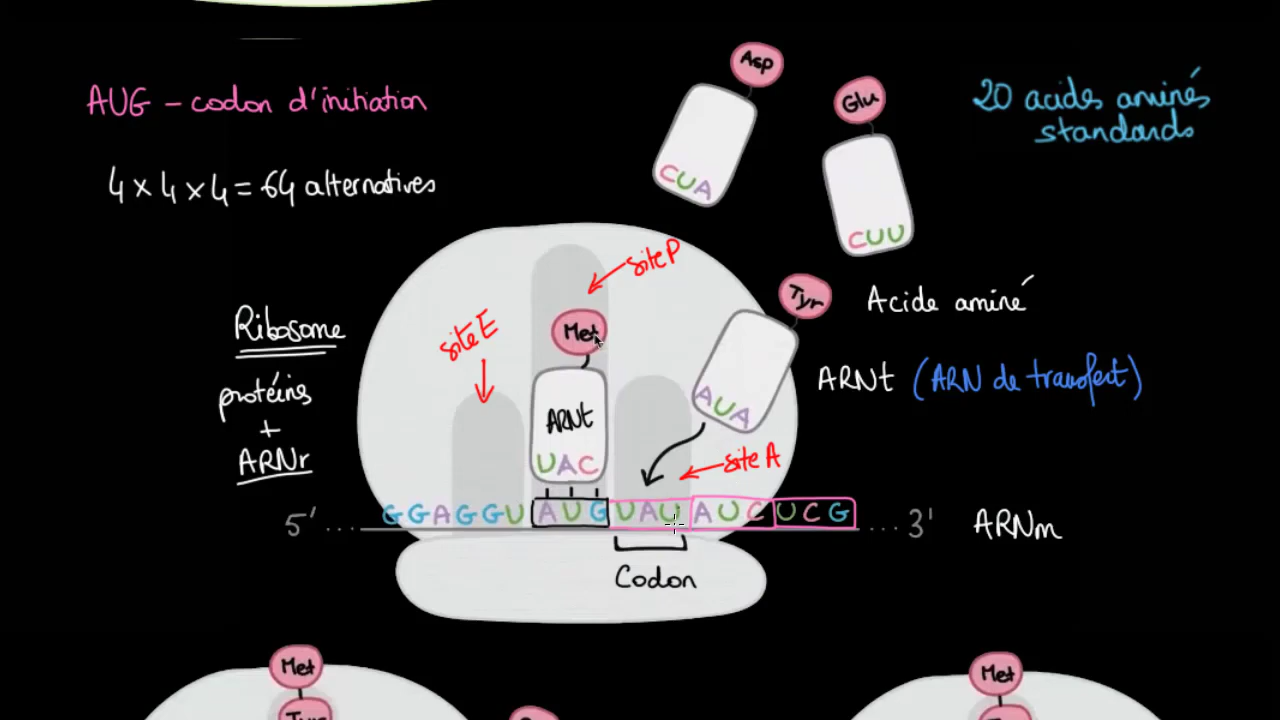 AUG - codon d'initiation
4 x 4 x 4 = 64 alternatives
Asp
CUA
Glu
CUU
20 acides aminés
standards
site P
site E
Met
Tyr
Acide aminé
Ribosome
protéines
+
ARNr
ARNt
UAC
AUA
ARNt (ARN de transfert)
site A
5' ... GGAGGU AUG UAU AUC UCG ... 3'
ARNm
Codon
Met
Met